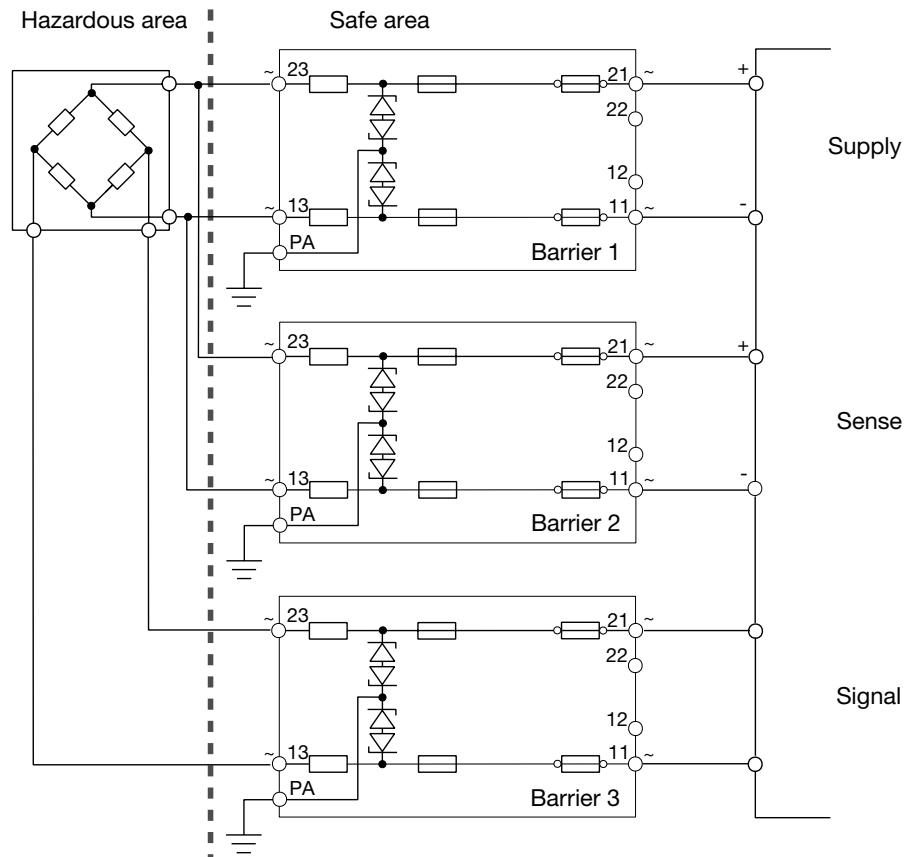 Hazardous area
Safe area
~ 23 21 ~ +
22
Supply
12
~ 13 11 ~ -
PA
Barrier 1
~ 23 21 ~ +
22
Sense
12
~ 13 11 ~ -
PA
Barrier 2
~ 23 21 ~
22
Signal
12
~ 13 11 ~
PA
Barrier 3